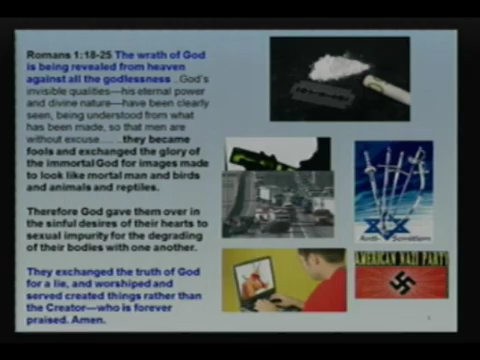 Romans 1:18-25 The wrath of God
is being revealed from heaven
against all the godlessness ..God's
invisible qualities—his eternal power
and divine nature—have been clearly
seen, being understood from what
has been made, so that men are
without excuse..... ..they became
fools and exchanged the glory of
the immortal God for images made
to look like mortal man and birds
and animals and reptiles.
Therefore God gave them over in
the sinful desires of their hearts to
sexual impurity for the degrading
of their bodies with one another.
They exchanged the truth of God
for a lie, and worshiped and
served created things rather than
the Creator—who is forever
praised. Amen.
Anti-Semitism
AMERICAN NAZI PARTY